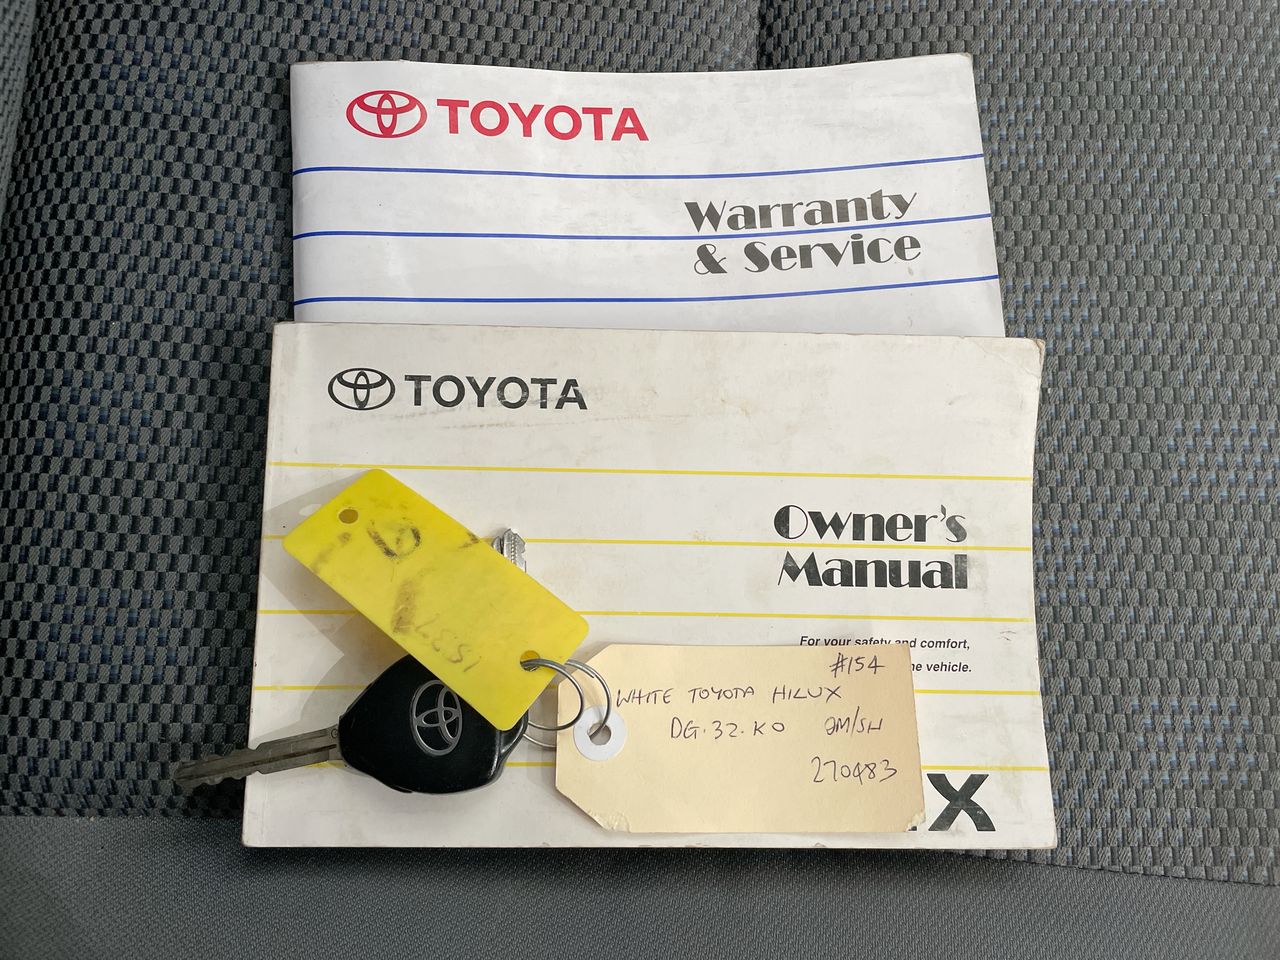 TOYOTA
Warranty
& Service
TOYOTA
Owner's
Manual
For your safety and comfort,
vehicle.
#154
WHITE TOYOTA HILUX
DG.32.KO
270483
X
1537